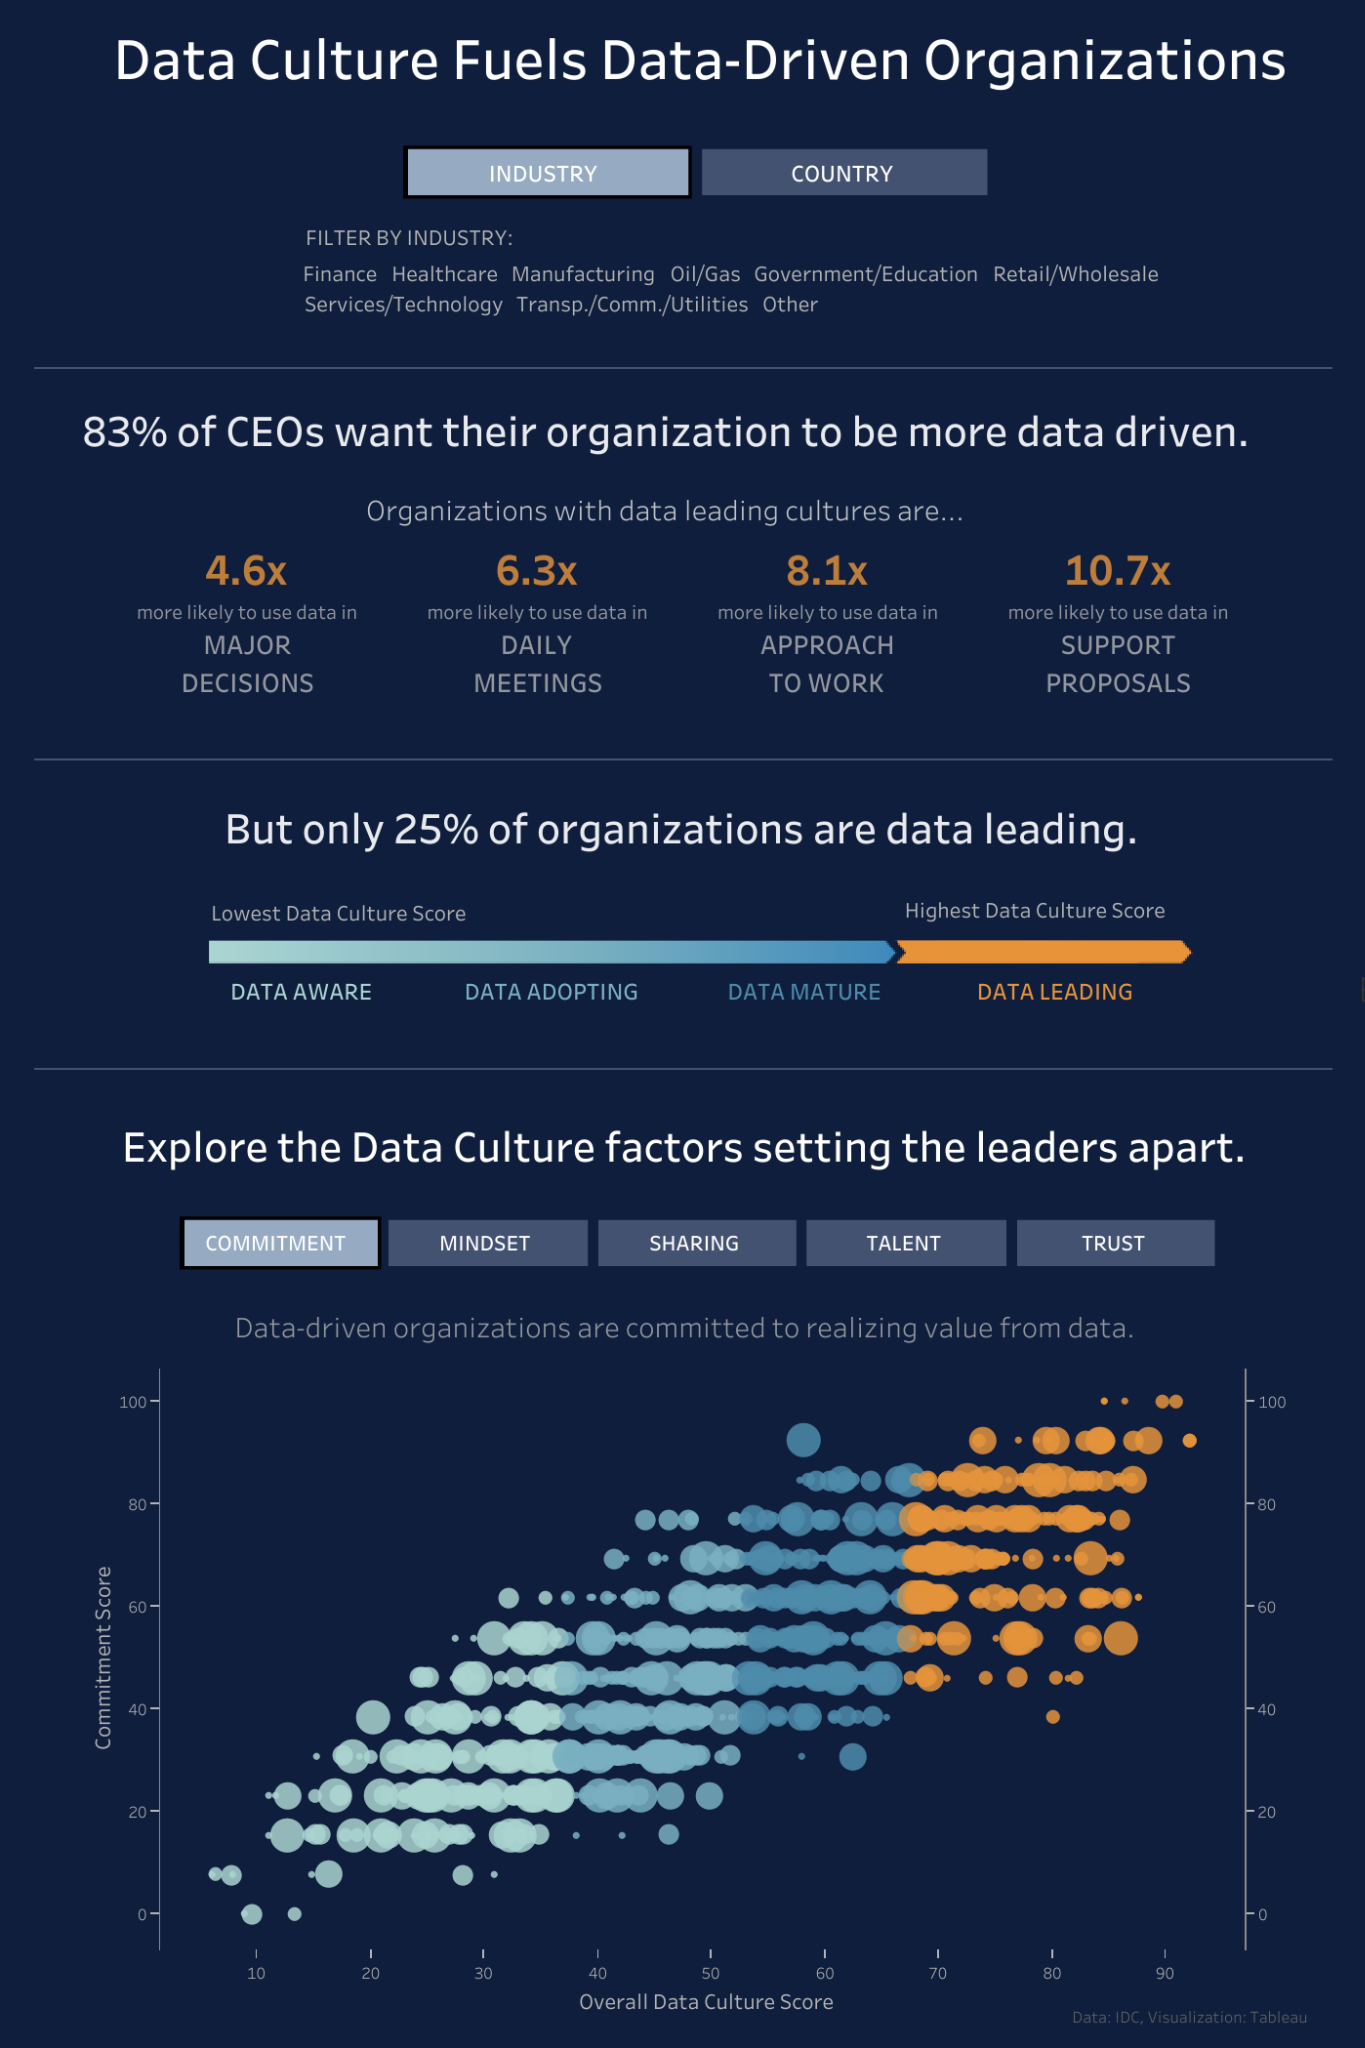 Data Culture Fuels Data-Driven Organizations
INDUSTRY COUNTRY
FILTER BY INDUSTRY:
Finance Healthcare Manufacturing Oil/Gas Government/Education Retail/Wholesale
Services/Technology Transp./Comm./Utilities Other
83% of CEOs want their organization to be more data driven.
Organizations with data leading cultures are...
4.6x 6.3x 8.1x 10.7x
more likely to use data in more likely to use data in more likely to use data in more likely to use data in
MAJOR DAILY APPROACH SUPPORT
DECISIONS MEETINGS TO WORK PROPOSALS
But only 25% of organizations are data leading.
Lowest Data Culture Score Highest Data Culture Score
DATA AWARE DATA ADOPTING DATA MATURE DATA LEADING
Explore the Data Culture factors setting the leaders apart.
COMMITMENT MINDSET SHARING TALENT TRUST
Data-driven organizations are committed to realizing value from data.
100 100
80 80
Commitment Score
60 60
40 40
20 20
0 0
10 20 30 40 50 60 70 80 90
Overall Data Culture Score
Data: IDC, Visualization: Tableau